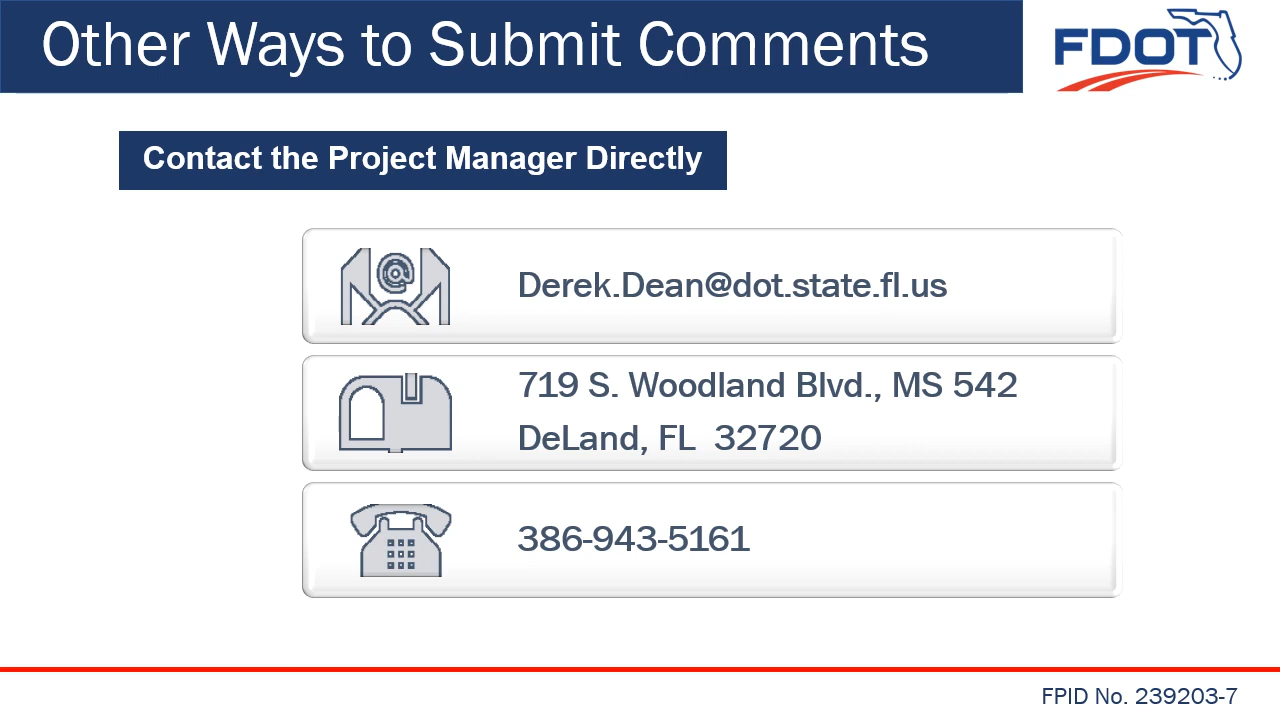 Other Ways to Submit Comments
FDOT
Contact the Project Manager Directly
Derek.Dean@dot.state.fl.us
719 S. Woodland Blvd., MS 542
DeLand, FL  32720
386-943-5161
FPID No. 239203-7